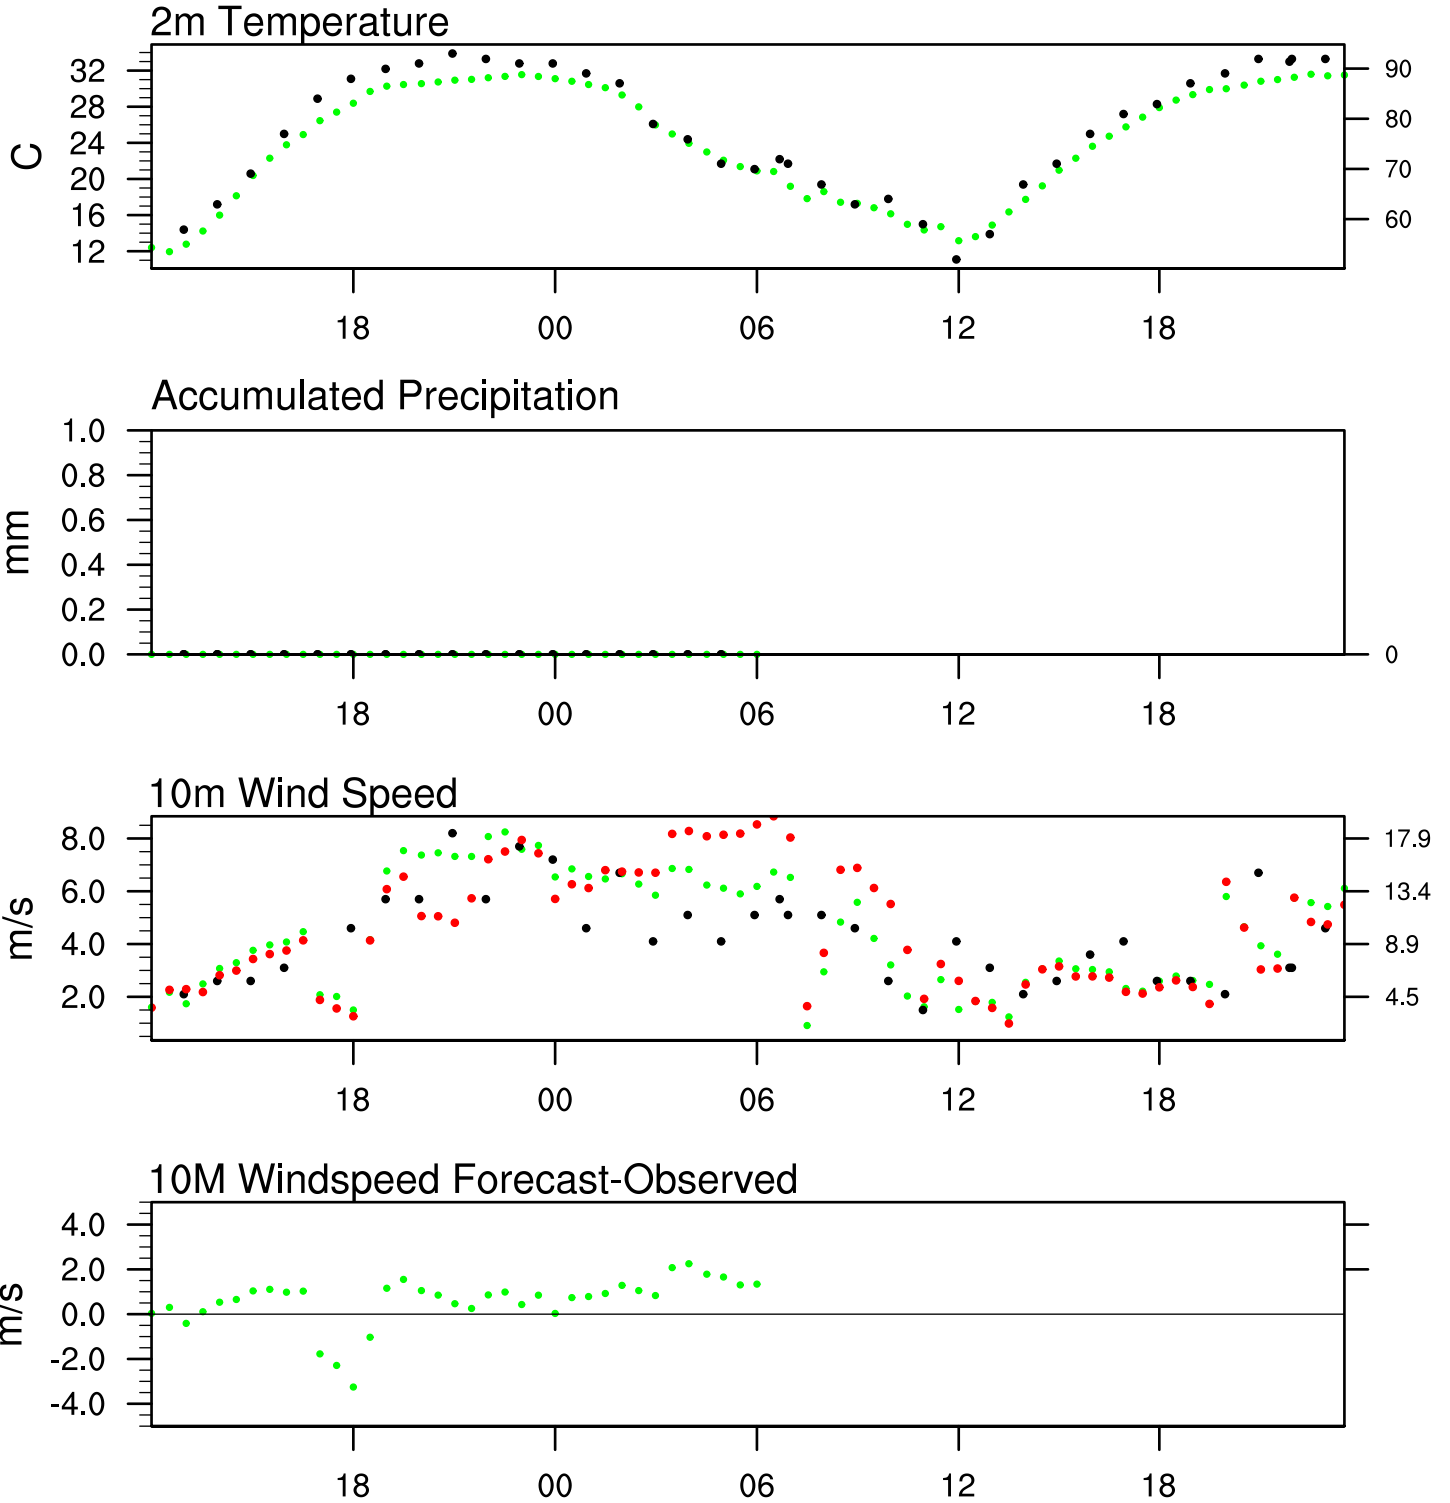 2m Temperature
32 90
28
24 80
C
20 70
16 60
12
18 00 06 12 18
Accumulated Precipitation
1.0
0.8
0.6
mm
0.4
0.2
0.0 0
18 00 06 12 18
10m Wind Speed
8.0 17.9
6.0 13.4
m/s
4.0 8.9
2.0 4.5
18 00 06 12 18
10M Windspeed Forecast-Observed
4.0
2.0
m/s
0.0
-2.0
-4.0
18 00 06 12 18